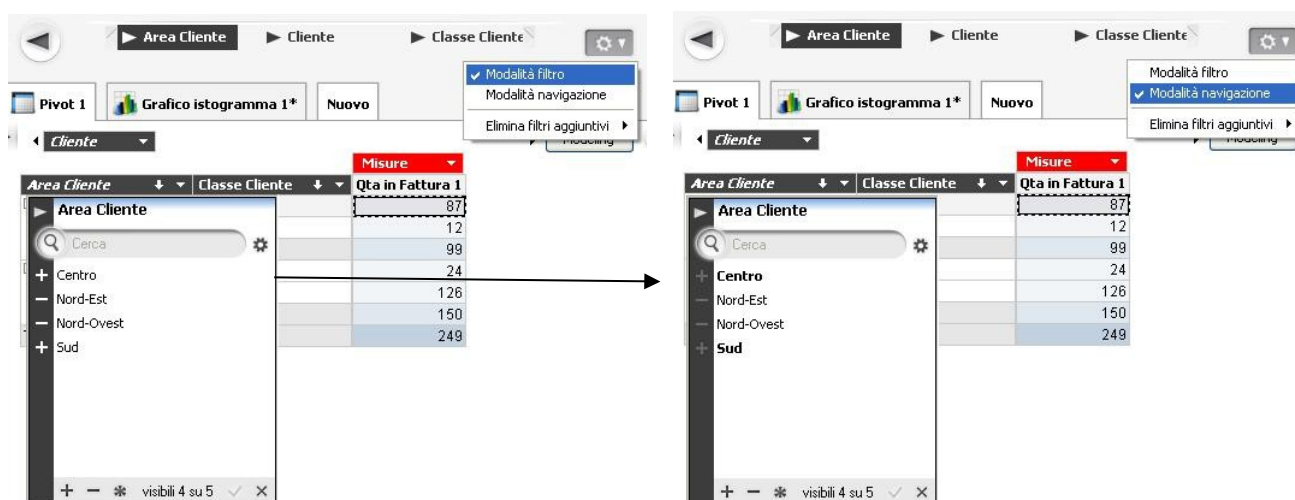 Area Cliente Cliente Classe Cliente
Modalità filtro
Modalità navigazione
Elimina filtri aggiuntivi
Pivot 1 Grafico istogramma 1* Nuovo
Cliente
Misure
Area Cliente Classe Cliente Qta in Fattura 1
Area Cliente
87
12
Cerca
99
Centro
24
Nord-Est
126
Nord-Ovest
150
Sud
249
visibili 4 su 5
Area Cliente Cliente Classe Cliente
Modalità filtro
Modalità navigazione
Elimina filtri aggiuntivi
Pivot 1 Grafico istogramma 1* Nuovo
Cliente
Misure
Area Cliente Classe Cliente Qta in Fattura 1
Area Cliente
87
12
Cerca
99
Centro
24
Nord-Est
126
Nord-Ovest
150
Sud
249
visibili 4 su 5